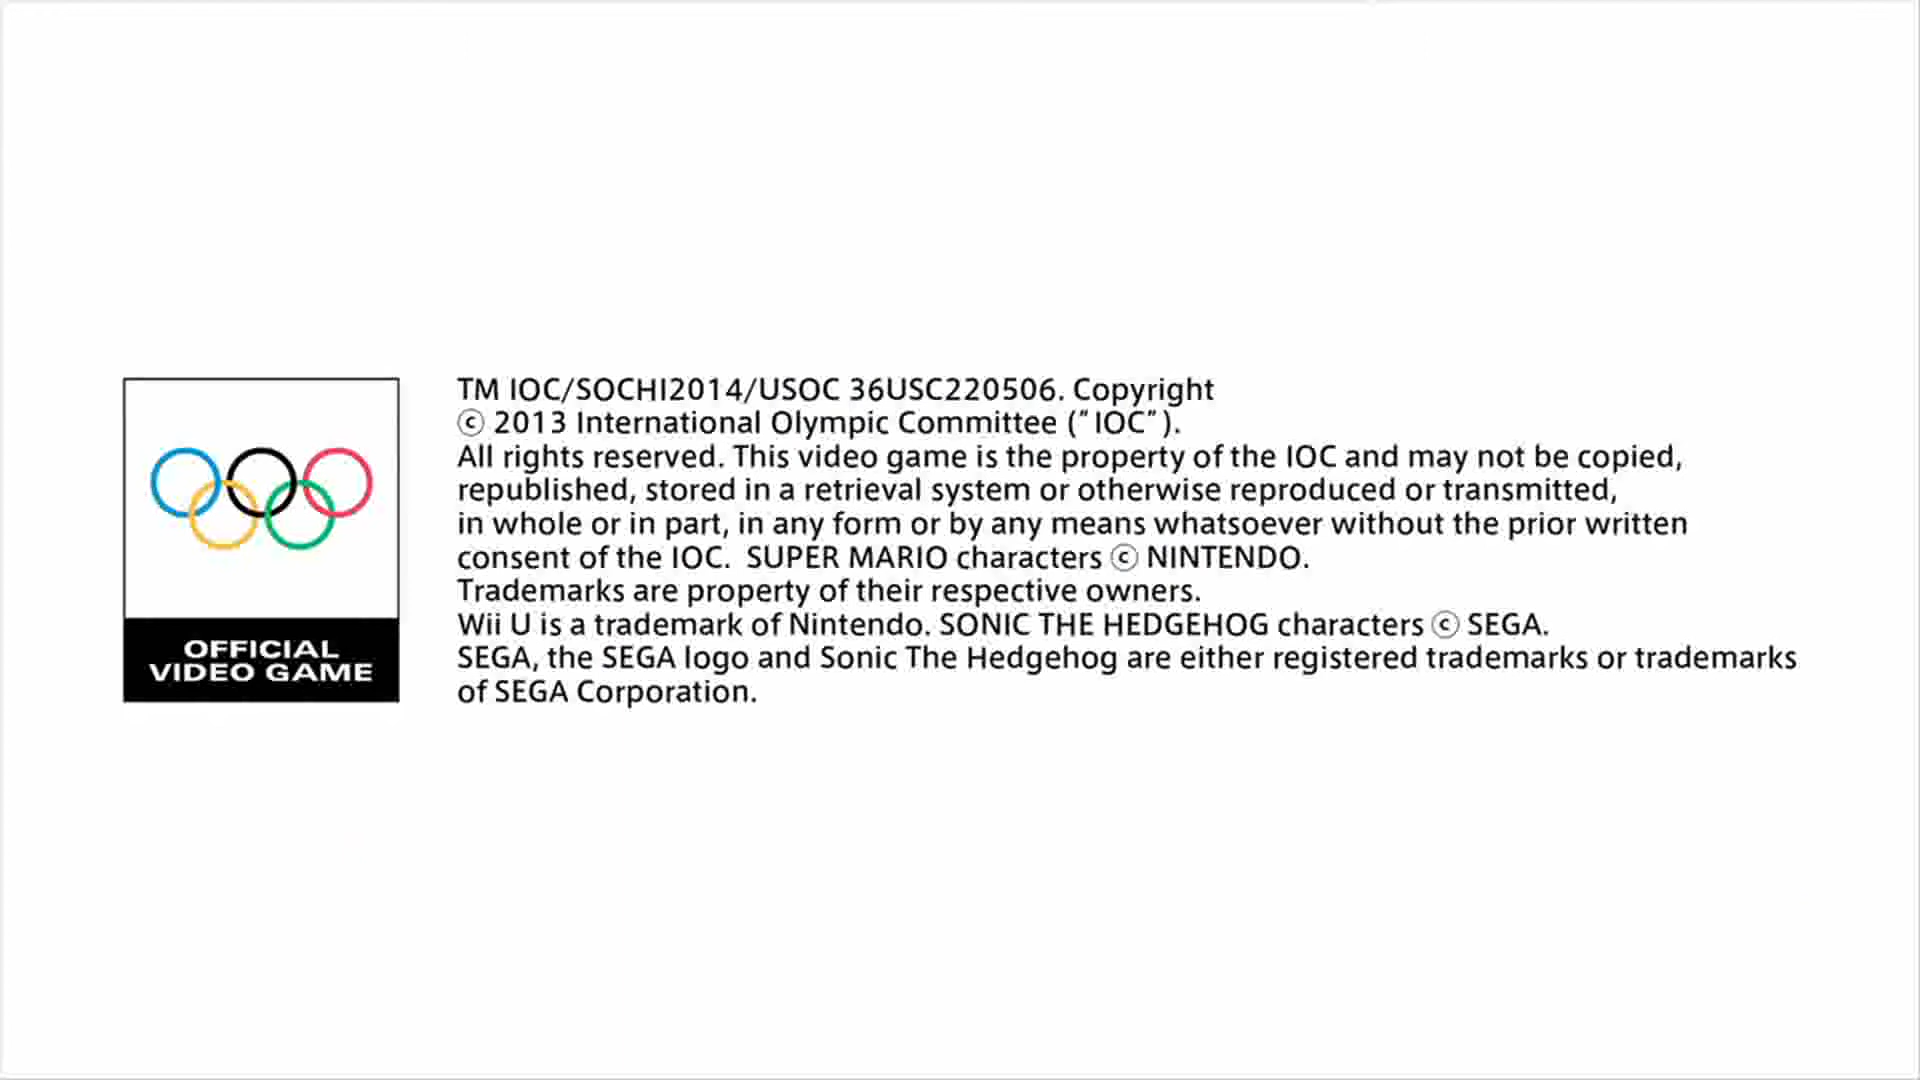 OFFICIAL
VIDEO GAME
TM IOC/SOCHI2014/USOC 36USC220506. Copyright
ⓒ 2013 International Olympic Committee ("IOC").
All rights reserved. This video game is the property of the IOC and may not be copied,
republished, stored in a retrieval system or otherwise reproduced or transmitted,
in whole or in part, in any form or by any means whatsoever without the prior written
consent of the IOC. SUPER MARIO characters ⓒ NINTENDO.
Trademarks are property of their respective owners.
Wii U is a trademark of Nintendo. SONIC THE HEDGEHOG characters ⓒ SEGA.
SEGA, the SEGA logo and Sonic The Hedgehog are either registered trademarks or trademarks
of SEGA Corporation.